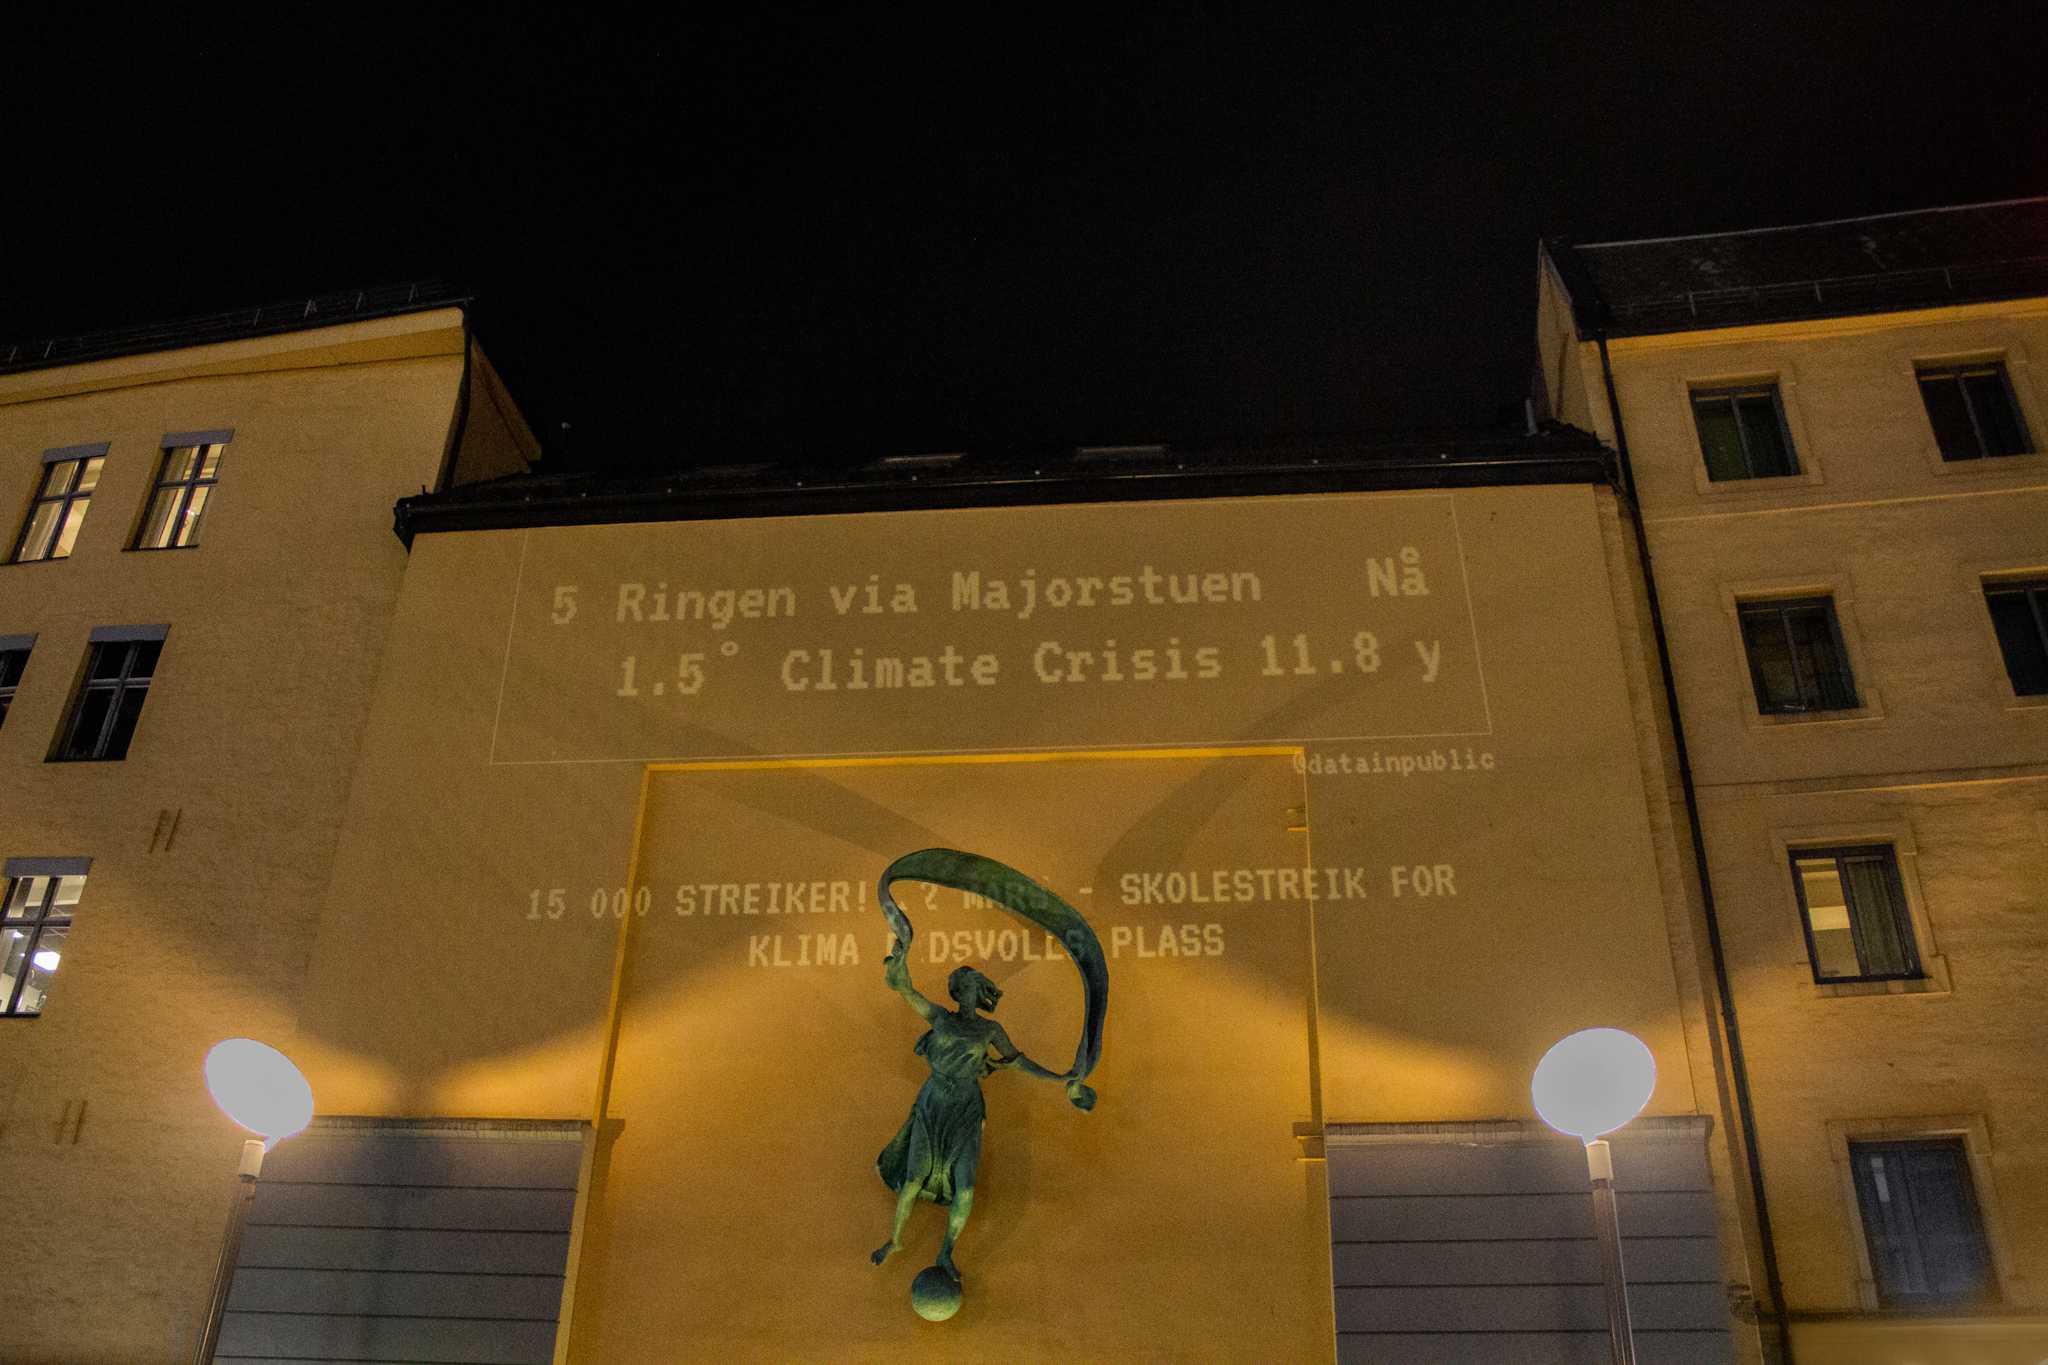 5 Ringen via Majorstuen Nå
1.5° Climate Crisis 11.8 y
@datainpublic
15 000 STREIKER! MARS - SKOLESTREIK FOR
KLIMA PLASS